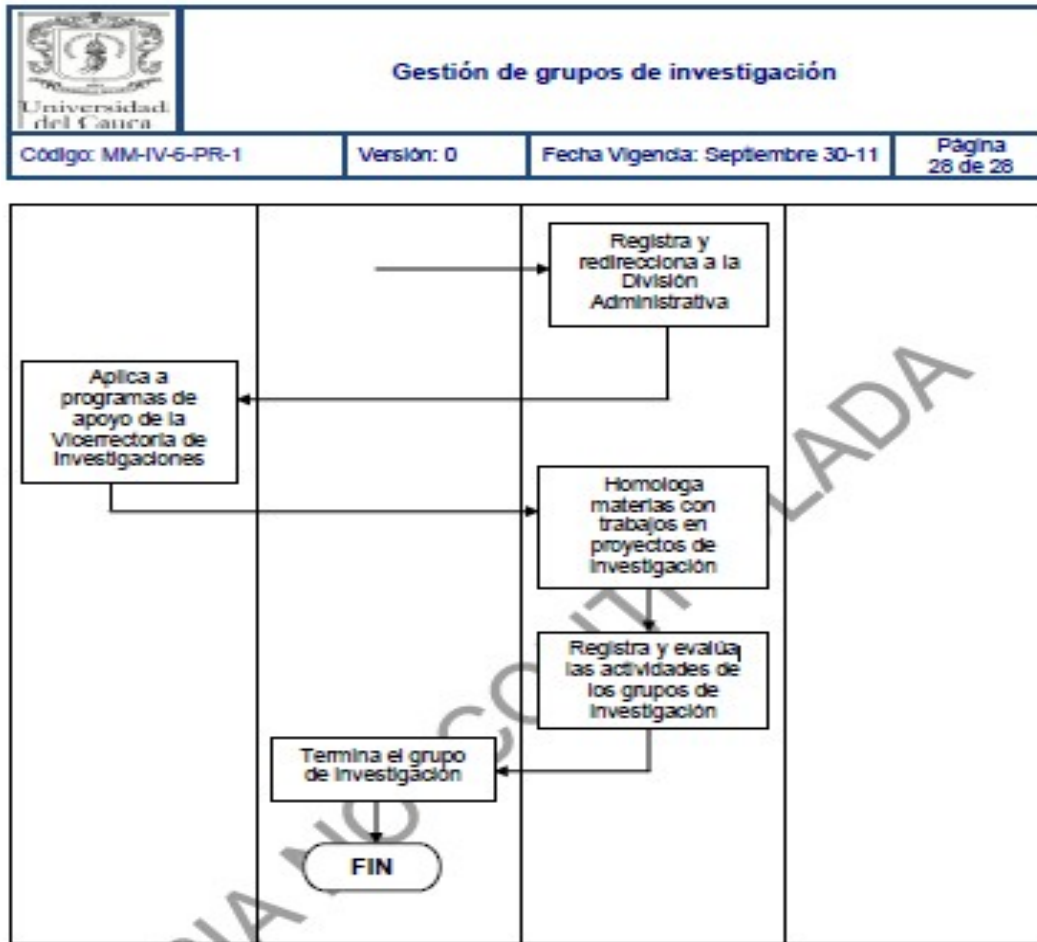 Universidad
del Cauca
Gestión de grupos de investigación
Código: MM-IV-6-PR-1
Versión: 0
Fecha Vigencia: Septiembre 30-11
Página
28 de 28
Registra y
redirecciona a la
División
Administrativa
Aplica a
programas de
apoyo de la
Vicerrectoría de
Investigaciones
Homologa
materias con
trabajos en
proyectos de
investigación
Registra y evalúa
las actividades de
los grupos de
investigación
Termina el grupo
de investigación
FIN